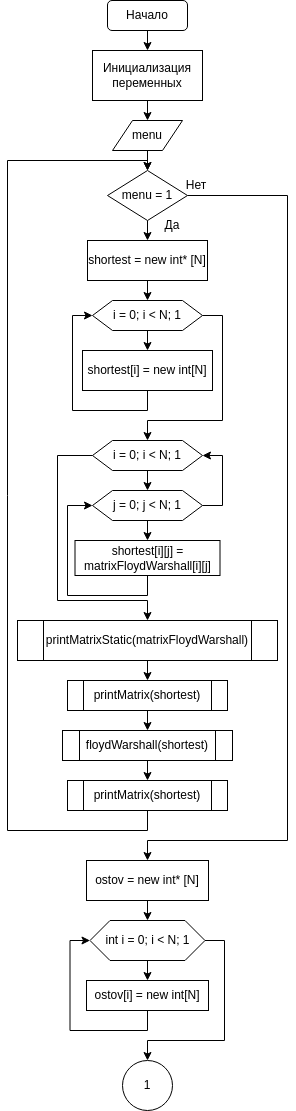 Начало
Инициализация
переменных
menu
menu = 1
Нет
Да
shortest = new int* [N]
i = 0; i < N; 1
shortest[i] = new int[N]
i = 0; i < N; 1
j = 0; j < N; 1
shortest[i][j] =
matrixFloydWarshall[i][j]
printMatrixStatic(matrixFloydWarshall)
printMatrix(shortest)
floydWarshall(shortest)
printMatrix(shortest)
ostov = new int* [N]
int i = 0; i < N; 1
ostov[i] = new int[N]
1